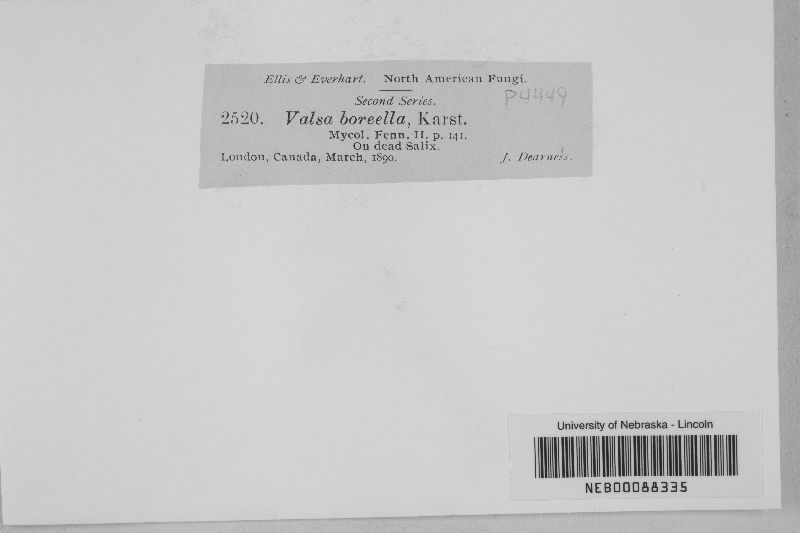 Ellis & Everhart. North American Fungi.
Second Series.
P4449
2520. Valsa boreella, Karst.
Mycol. Fenn. II. p. 141.
On dead Salix.
London, Canada, March, 1890. J. Dearness.
University of Nebraska - Lincoln
NEB00088335